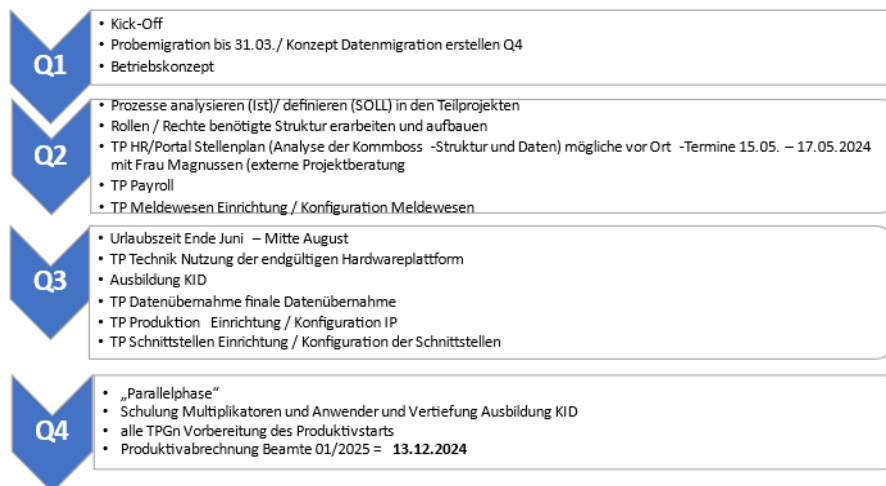 Q1
• Kick-Off
• Probemigration bis 31.03./ Konzept Datenmigration erstellen Q4
• Betriebskonzept
Q2
• Prozesse analysieren (Ist)/ definieren (SOLL) in den Teilprojekten
• Rollen / Rechte benötigte Struktur erarbeiten und aufbauen
• TP HR/Portal Stellenplan (Analyse der Kommboss -Struktur und Daten) mögliche vor Ort -Termine 15.05. – 17.05.2024
mit Frau Magnussen (externe Projektberatung
• TP Payroll
• TP Meldewesen Einrichtung / Konfiguration Meldewesen
Q3
• Urlaubszeit Ende Juni – Mitte August
• TP Technik Nutzung der endgültigen Hardwareplattform
• Ausbildung KID
• TP Datenübernahme finale Datenübernahme
• TP Produktion Einrichtung / Konfiguration IP
• TP Schnittstellen Einrichtung / Konfiguration der Schnittstellen
Q4
• „Parallelphase“
• Schulung Multiplikatoren und Anwender und Vertiefung Ausbildung KID
• alle TPGn Vorbereitung des Produktivstarts
• Produktivabrechnung Beamte 01/2025 = 13.12.2024